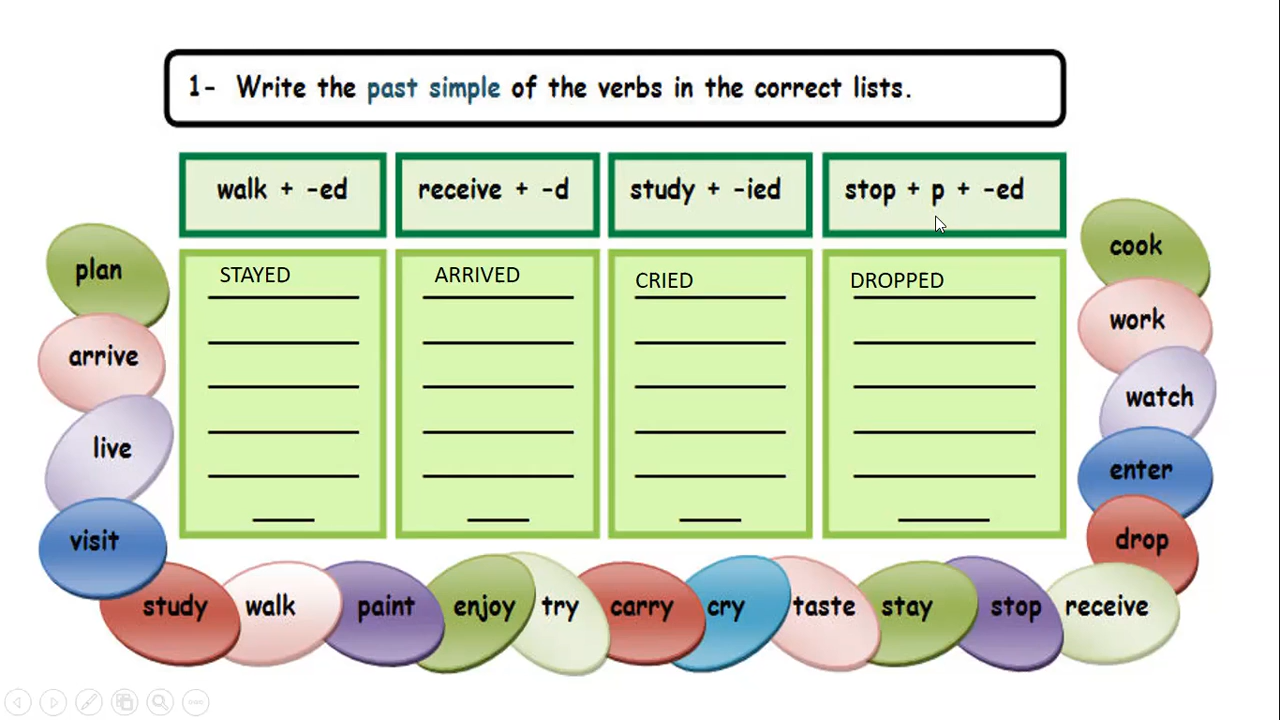 1- Write the past simple of the verbs in the correct lists.
walk + -ed
receive + -d
study + -ied
stop + p + -ed
STAYED
ARRIVED
CRIED
DROPPED
plan
arrive
live
visit
study
walk
paint
enjoy
try
carry
cry
taste
stay
stop
receive
cook
work
watch
enter
drop